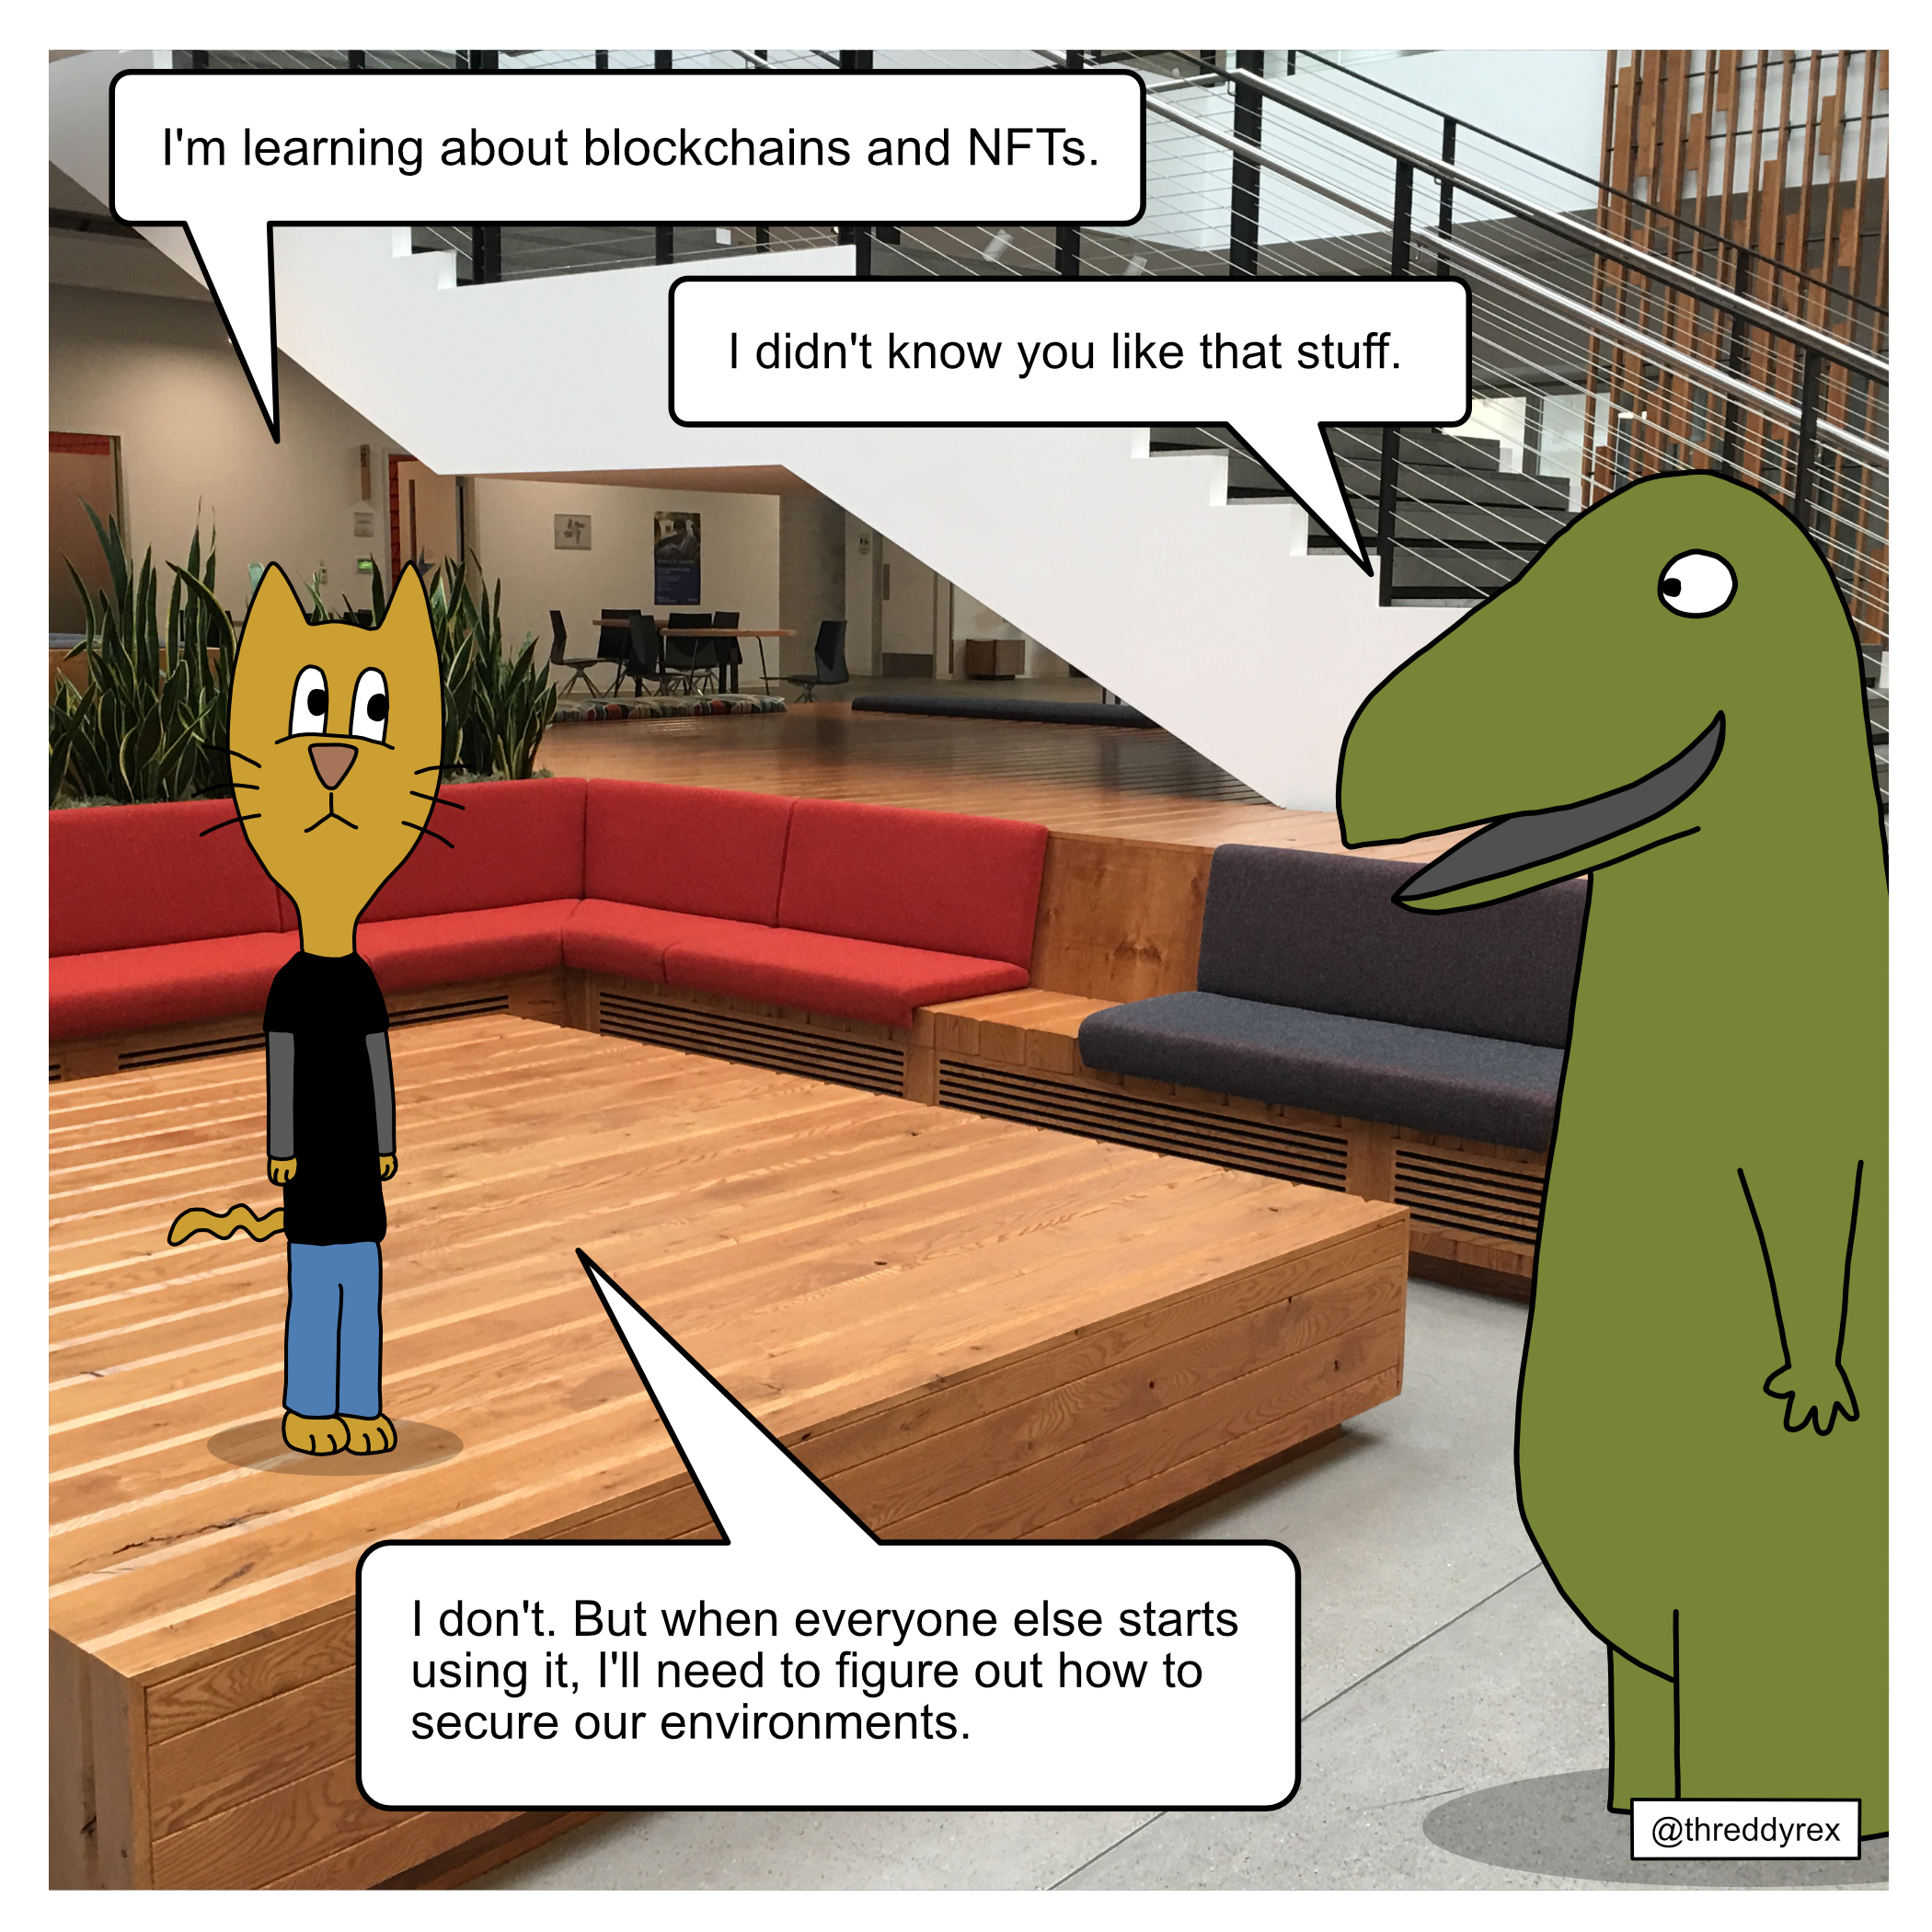 I'm learning about blockchains and NFTs.
I didn't know you like that stuff.
I don't. But when everyone else starts
using it, I'll need to figure out how to
secure our environments.
@threddyrex